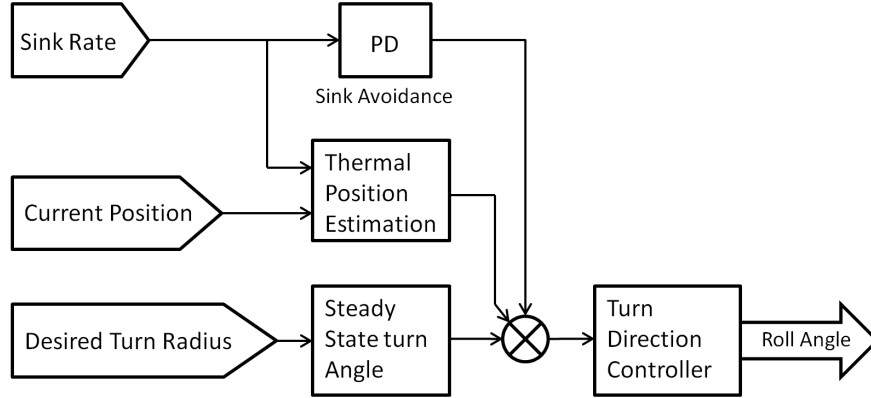 Sink Rate
PD
Sink Avoidance
Thermal
Position
Estimation
Current Position
Desired Turn Radius
Steady
State turn
Angle
Turn
Direction
Controller
Roll Angle